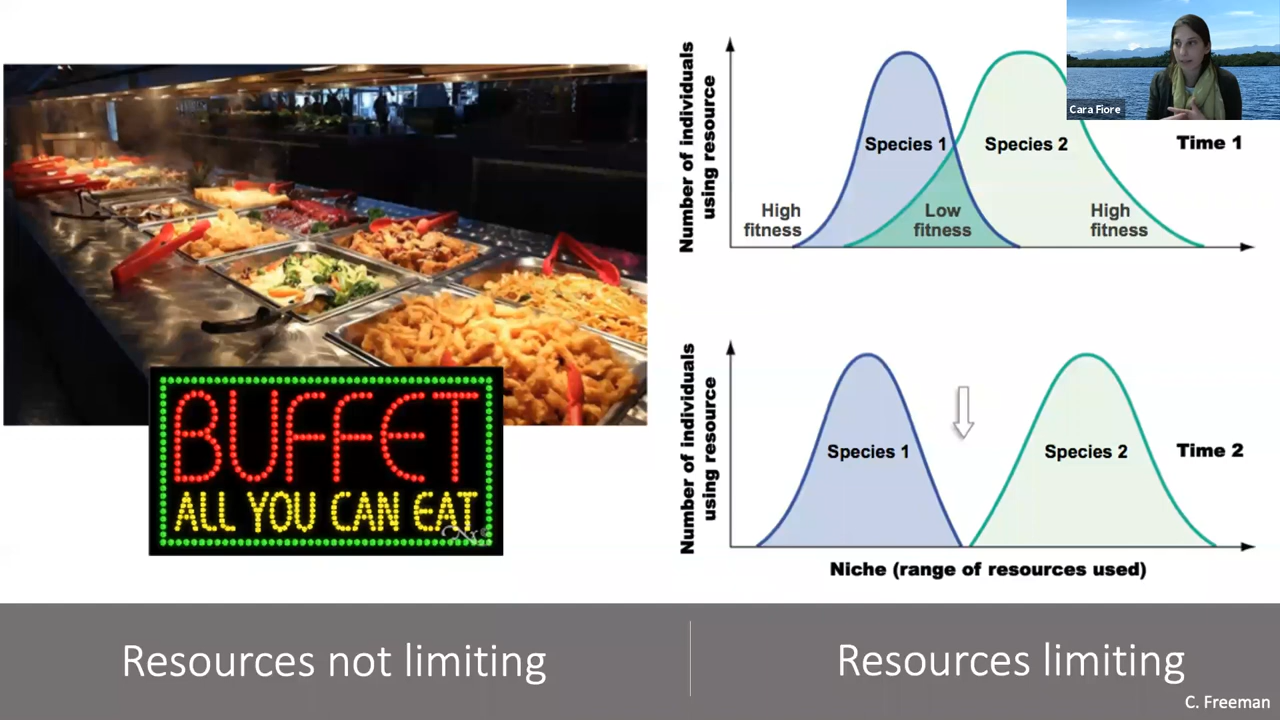 BUFFET
ALL YOU CAN EAT
Number of individuals
using resource
Species 1
Species 2
Time 1
High
fitness
Low
fitness
High
fitness
Cara Fiore
Number of individuals
using resource
Species 1
Species 2
Time 2
Niche (range of resources used)
Resources not limiting
Resources limiting
C. Freeman